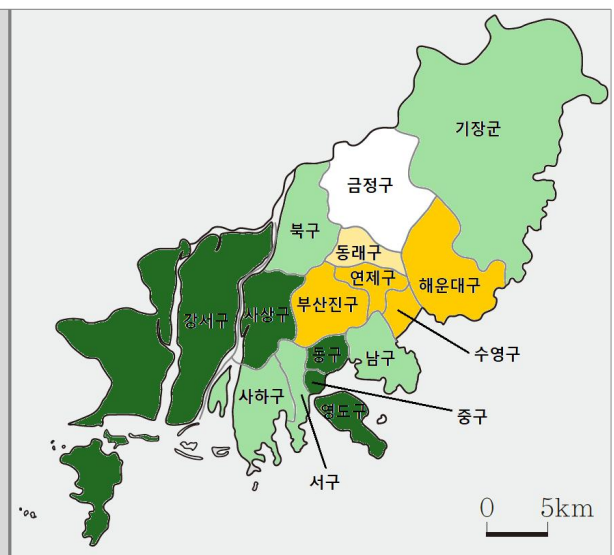 기장군
금정구
북구
동래구
연제구
해운대구
부산진구
강서구
사상구
수영구
동구
남구
사하구
중구
영도구
서구
0 5km